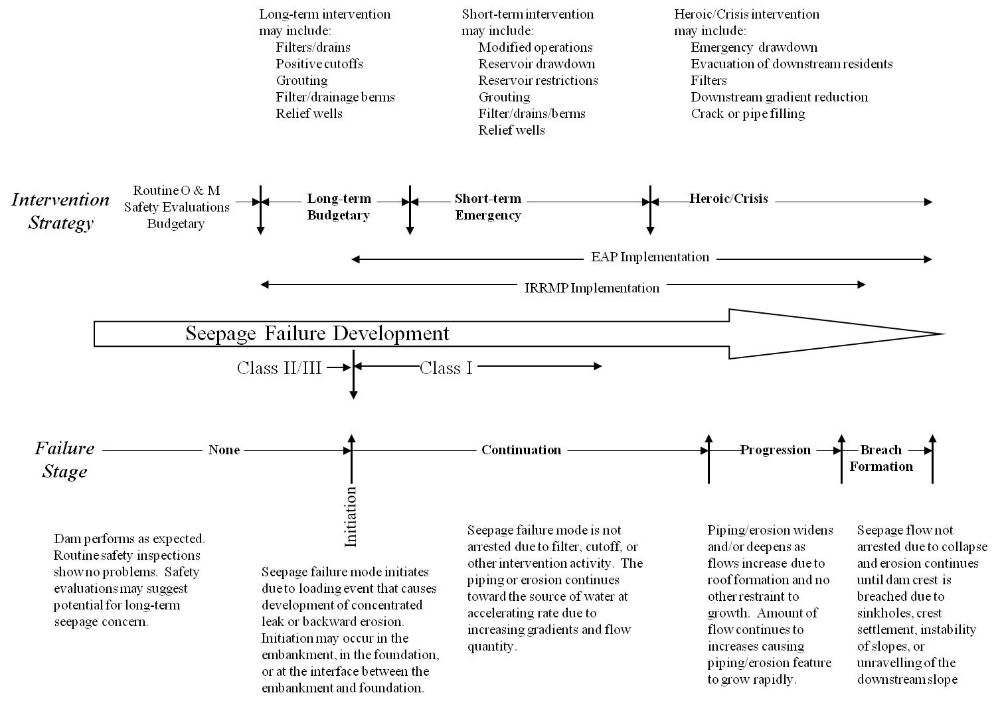 Long-term intervention
may include:
Filters/drains
Positive cutoffs
Grouting
Filter/drainage berms
Relief wells
Short-term intervention
may include:
Modified operations
Reservoir drawdown
Reservoir restrictions
Grouting
Filter/drains/berms
Relief wells
Heroic/Crisis intervention
may include:
Emergency drawdown
Evacuation of downstream residents
Filters
Downstream gradient reduction
Crack or pipe filling
Intervention
Strategy
Routine O & M
Safety Evaluations
Budgetary
Long-term
Budgetary
Short-term
Emergency
Heroic/Crisis
EAP Implementation
IRRMP Implementation
Seepage Failure Development
Class II/III
Class I
Failure
Stage
None
Initiation
Continuation
Progression
Breach
Formation
Dam performs as expected.
Routine safety inspections
show no problems. Safety
evaluations may suggest
potential for long-term
seepage concern.
Seepage failure mode initiates
due to loading event that causes
development of concentrated
leak or backward erosion.
Initiation may occur in the
embankment, in the foundation,
or at the interface between the
embankment and foundation.
Seepage failure mode is not
arrested due to filter, cutoff, or
other intervention activity. The
piping or erosion continues
toward the source of water at
accelerating rate due to
increasing gradients and flow
quantity.
Piping/erosion widens
and/or deepens as
flows increase due to
roof formation and no
other restraint to
growth. Amount of
flow continues to
increases causing
piping/erosion feature
to grow rapidly.
Seepage flow not
arrested due to collapse
and erosion continues
until dam crest is
breached due to
sinkholes, crest
settlement, instability
of slopes, or
unravelling of the
downstream slope